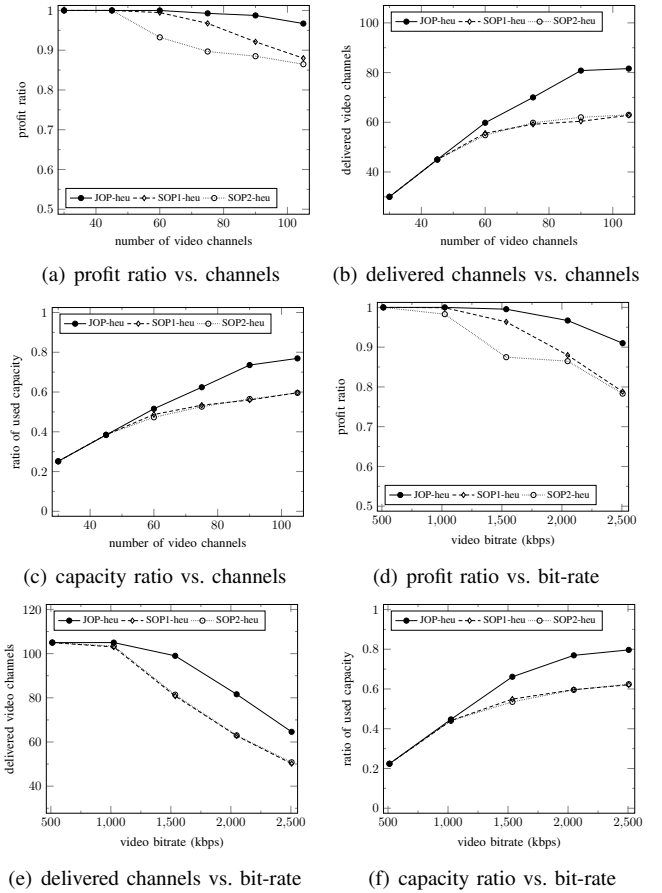 1
0.9
0.8
0.7
0.6
0.5
profit ratio
JOP-heu SOP1-heu SOP2-heu
40 60 80 100
number of video channels
(a) profit ratio vs. channels
100
80
60
40
delivered video channels
JOP-heu SOP1-heu SOP2-heu
40 60 80 100
number of video channels
(b) delivered channels vs. channels
1
0.8
0.6
0.4
0.2
0
ratio of used capacity
JOP-heu SOP1-heu SOP2-heu
40 60 80 100
number of video channels
(c) capacity ratio vs. channels
1
0.9
0.8
0.7
0.6
0.5
profit ratio
JOP-heu SOP1-heu SOP2-heu
500 1,000 1,500 2,000 2,500
video bitrate (kbps)
(d) profit ratio vs. bit-rate
120
100
80
60
40
delivered video channels
JOP-heu SOP1-heu SOP2-heu
500 1,000 1,500 2,000 2,500
video bitrate (kbps)
(e) delivered channels vs. bit-rate
1
0.8
0.6
0.4
0.2
0
ratio of used capacity
JOP-heu SOP1-heu SOP2-heu
500 1,000 1,500 2,000 2,500
video bitrate (kbps)
(f) capacity ratio vs. bit-rate